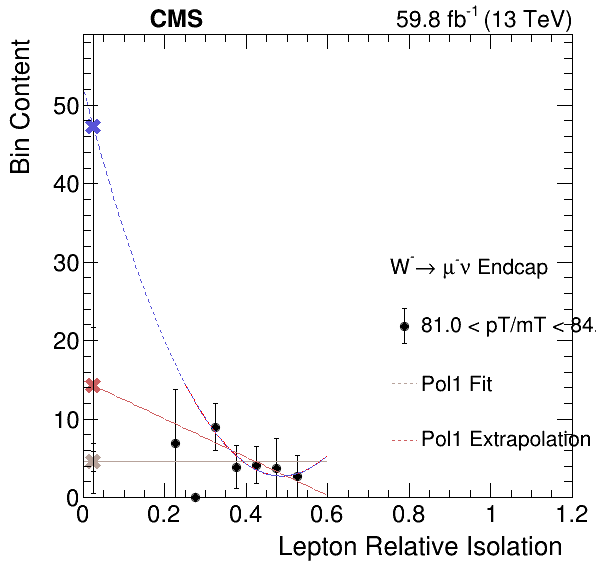 CMS
59.8 fb-1 (13 TeV)
Bin Content
50
40
30
20
10
0
W-→ μ-ν Endcap
81.0 < pT/mT < 84.
Pol1 Fit
Pol1 Extrapolation
0 0.2 0.4 0.6 0.8 1 1.2
Lepton Relative Isolation